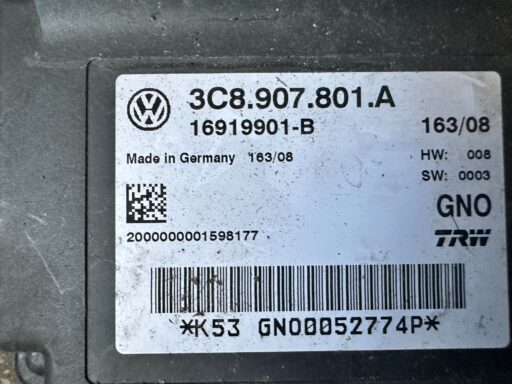 3C8.907.801.A
16919901-B 163/08
Made in Germany 163/08 HW: 008
SW: 0003
GNO
2000000001598177
TRW
*K53 GNO00052774P*